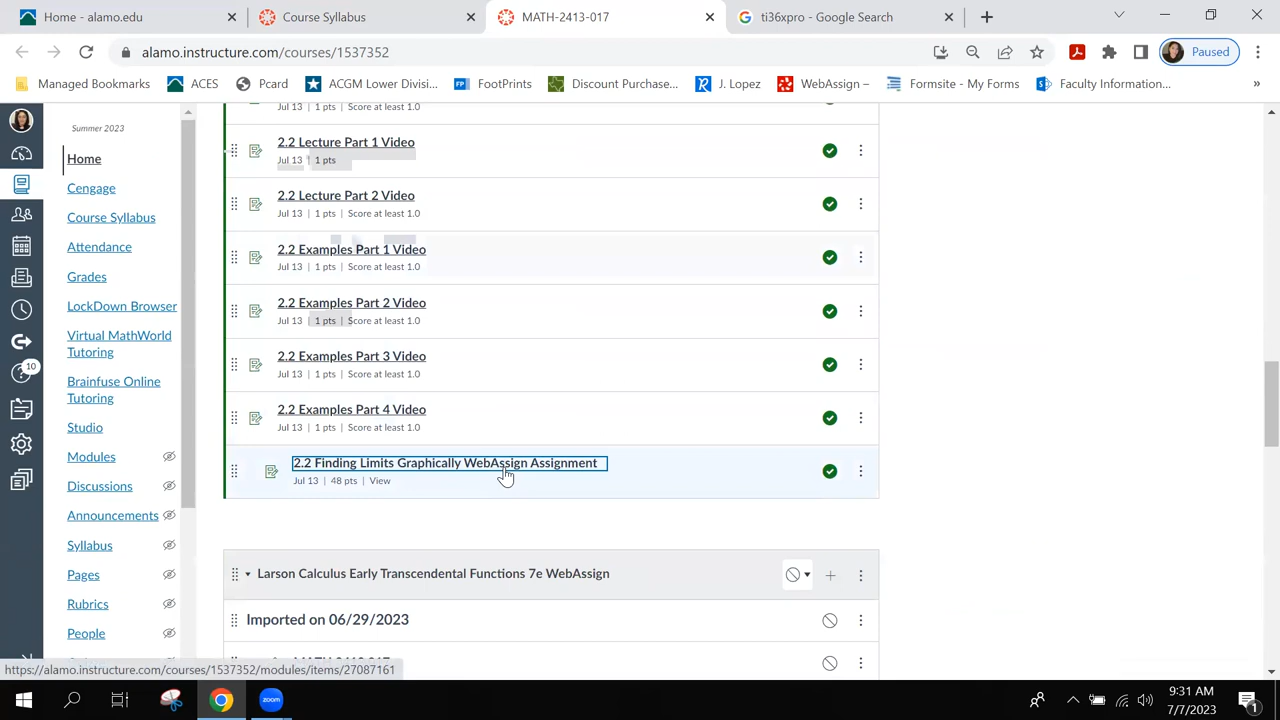 Home - alamo.edu
Course Syllabus
MATH-2413-017
ti36xpro - Google Search
alamo.instructure.com/courses/1537352
Paused
Managed Bookmarks
ACES
Pcard
ACGM Lower Divisi...
FootPrints
Discount Purchase...
J. Lopez
WebAssign –
Formsite - My Forms
Faculty Information...
»
Summer 2023
Home
Cengage
Course Syllabus
Attendance
Grades
LockDown Browser
Virtual MathWorld
Tutoring
Brainfuse Online
Tutoring
Studio
Modules
Discussions
Announcements
Syllabus
Pages
Rubrics
People
10
Jul 13 | 1 pts | Score at least 1.0
2.2 Lecture Part 1 Video
Jul 13 | 1 pts
2.2 Lecture Part 2 Video
Jul 13 | 1 pts | Score at least 1.0
2.2 Examples Part 1 Video
Jul 13 | 1 pts | Score at least 1.0
2.2 Examples Part 2 Video
Jul 13 | 1 pts | Score at least 1.0
2.2 Examples Part 3 Video
Jul 13 | 1 pts | Score at least 1.0
2.2 Examples Part 4 Video
Jul 13 | 1 pts | Score at least 1.0
2.2 Finding Limits Graphically WebAssign Assignment
Jul 13 | 48 pts | View
Larson Calculus Early Transcendental Functions 7e WebAssign
Imported on 06/29/2023
https://alamo.instructure.com/courses/1537352/modules/items/27087161
zoom
9:31 AM
7/7/2023
1